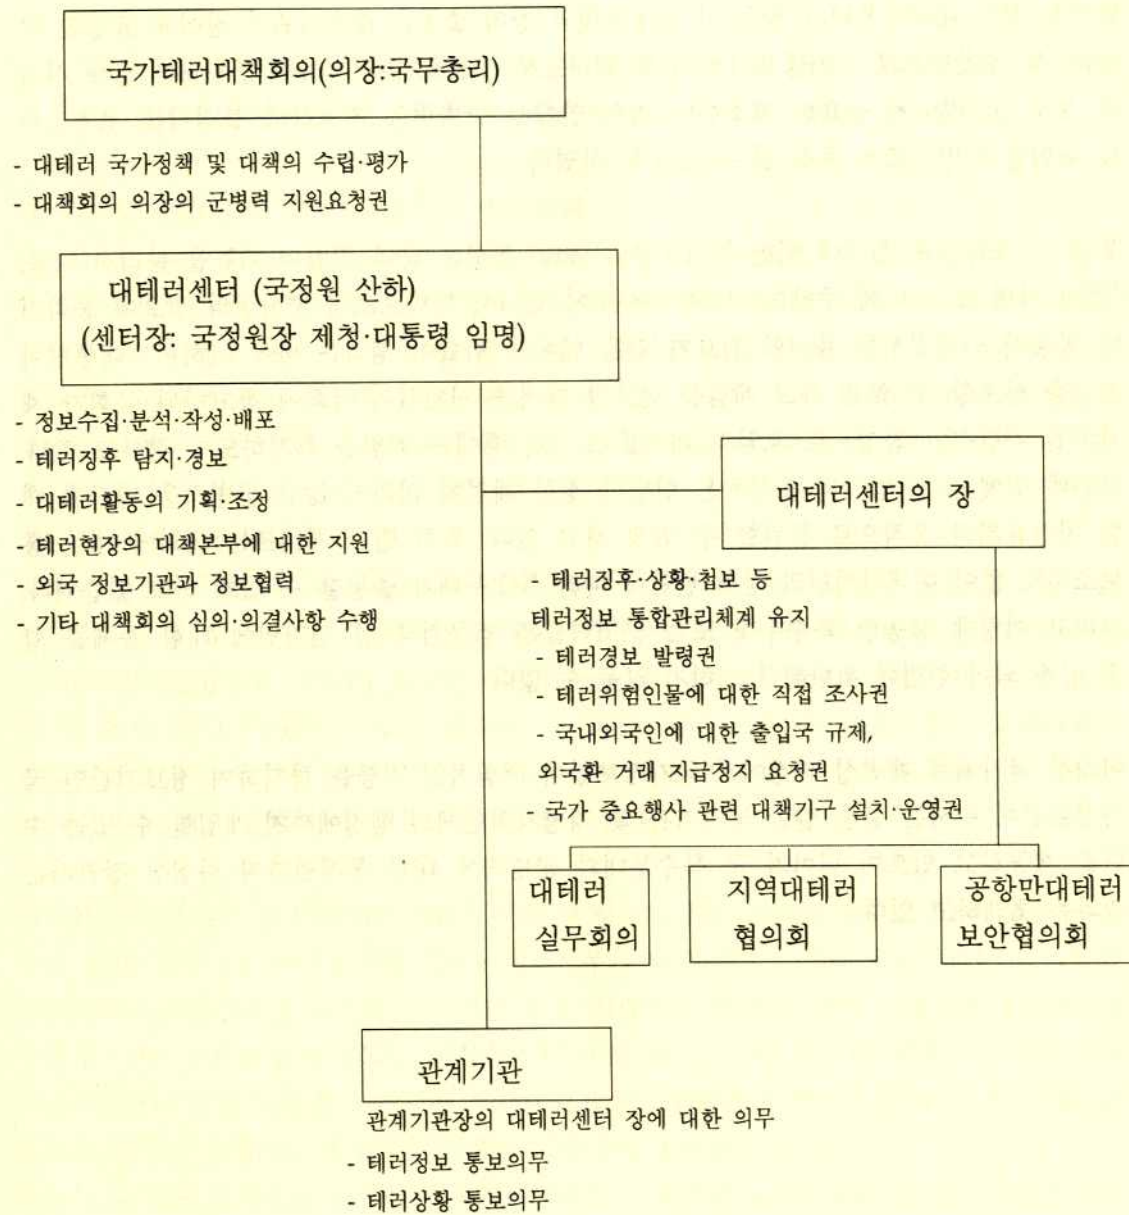 국가테러대책회의(의장:국무총리)
- 대테러 국가정책 및 대책의 수립·평가
- 대책회의 의장의 군병력 지원요청권
대테러센터 (국정원 산하)
(센터장: 국정원장 제청·대통령 임명)
- 정보수집·분석·작성·배포
- 테러징후 탐지·경보
- 대테러활동의 기획·조정
- 테러현장의 대책본부에 대한 지원
- 외국 정보기관과 정보협력
- 기타 대책회의 심의·의결사항 수행
대테러센터의 장
- 테러징후·상황·첩보 등
테러정보 통합관리체계 유지
- 테러경보 발령권
- 테러위험인물에 대한 직접 조사권
- 국내외국인에 대한 출입국 규제,
외국환 거래 지급정지 요청권
- 국가 중요행사 관련 대책기구 설치·운영권
대테러
실무회의
지역대테러
협의회
공항만대테러
보안협의회
관계기관
관계기관장의 대테러센터 장에 대한 의무
- 테러정보 통보의무
- 테러상황 통보의무